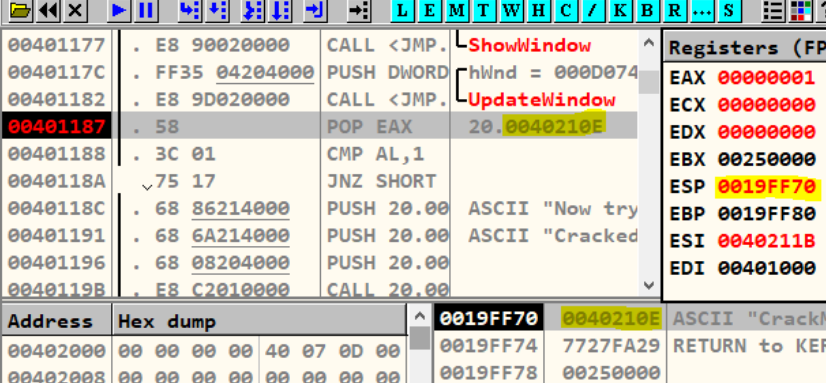 L E M T W H C / K B R ... S
00401177 . E8 90020000 CALL <JMP. ShowWindow
0040117C . FF35 04204000 PUSH DWORD hWnd = 000D074
00401182 . E8 9D020000 CALL <JMP. UpdateWindow
00401187 . 58 POP EAX 20.0040210E
00401188 . 3C 01 CMP AL,1
0040118A . 75 17 JNZ SHORT
0040118C . 68 86214000 PUSH 20.00 ASCII "Now try
00401191 . 68 6A214000 PUSH 20.00 ASCII "Cracked
00401196 . 68 08204000 PUSH 20.00
0040119B . E8 C2010000 CALL 20.00
Registers (FP
EAX 00000001
ECX 00000000
EDX 00000000
EBX 00250000
ESP 0019FF70
EBP 0019FF80
ESI 0040211B
EDI 00401000
Address Hex dump
00402000 00 00 00 00 40 07 0D 00
00402008 00 00 00 00 00 00 00 00
0019FF70 0040210E ASCII "CrackM
0019FF74 7727FA29 RETURN to KER
0019FF78 00250000